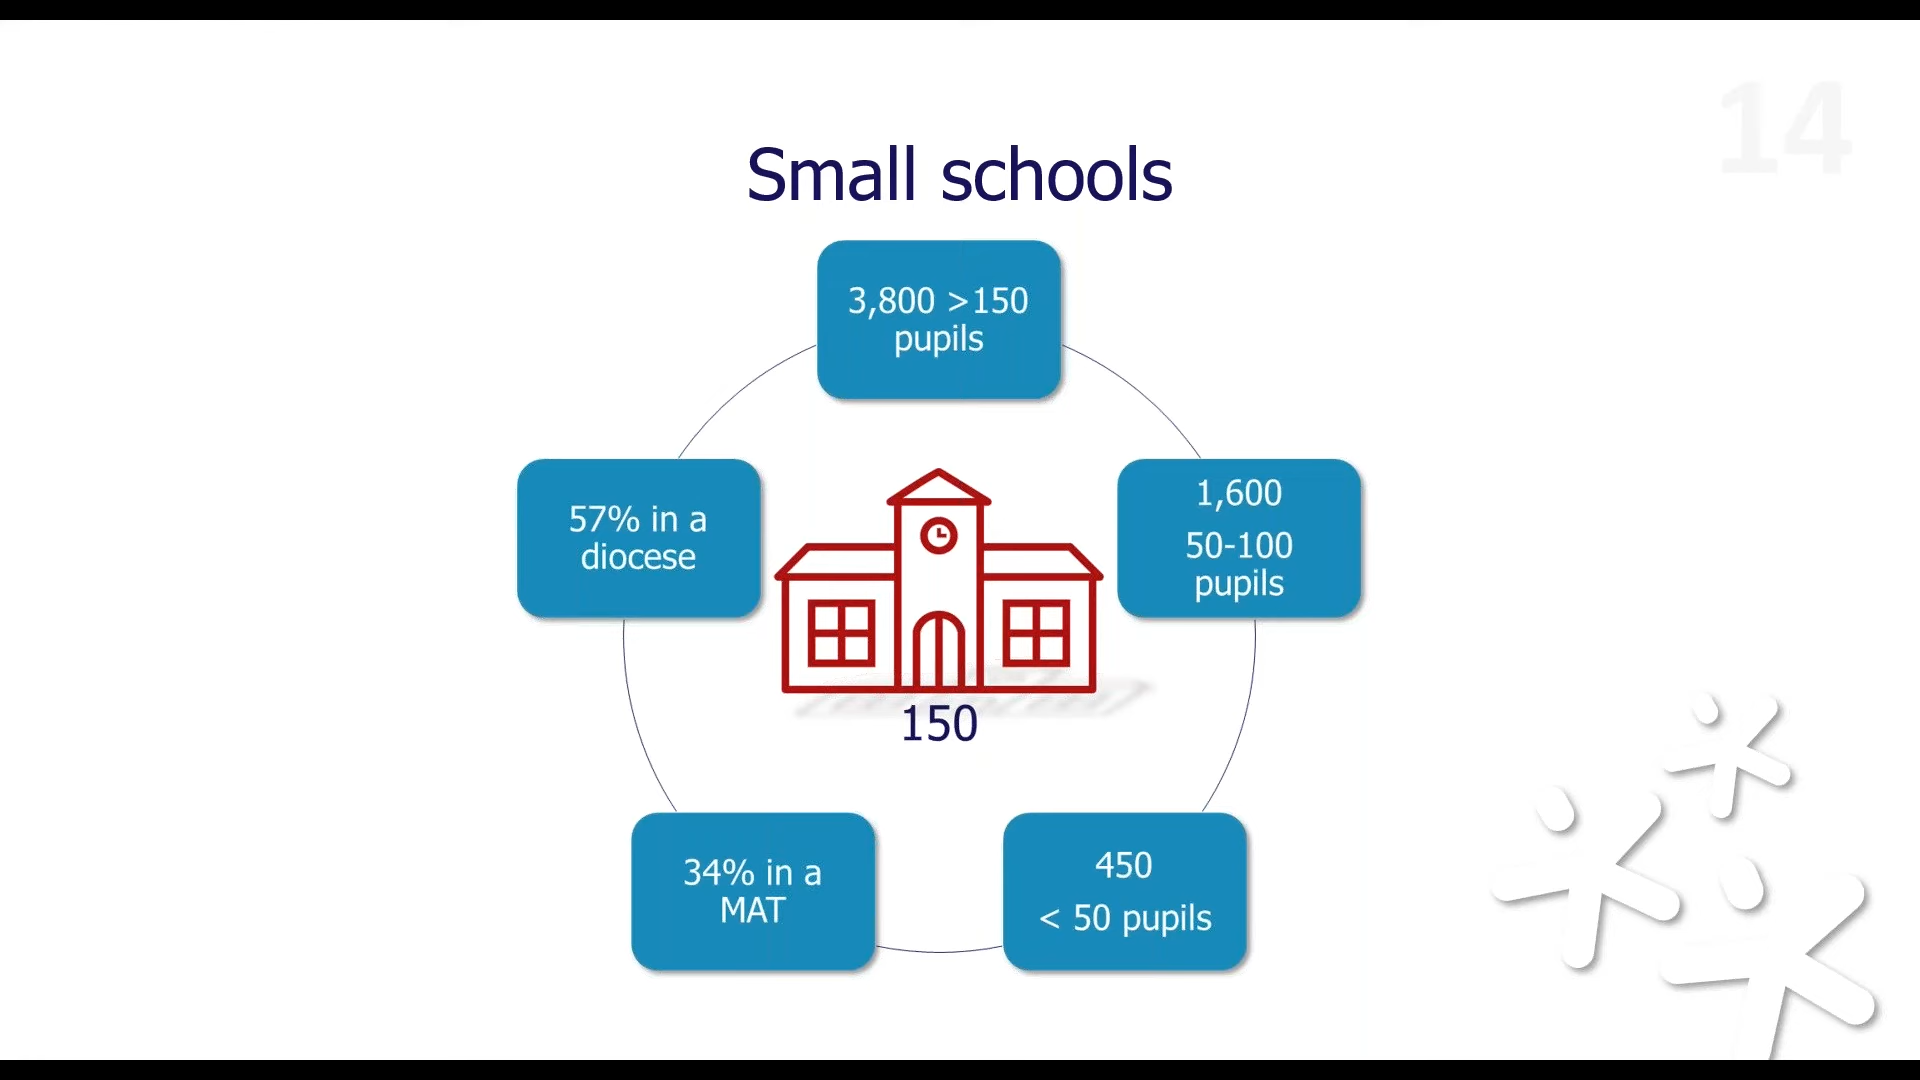 14
Small schools
3,800 >150
pupils
1,600
50-100
pupils
450
< 50 pupils
34% in a
MAT
57% in a
diocese
150